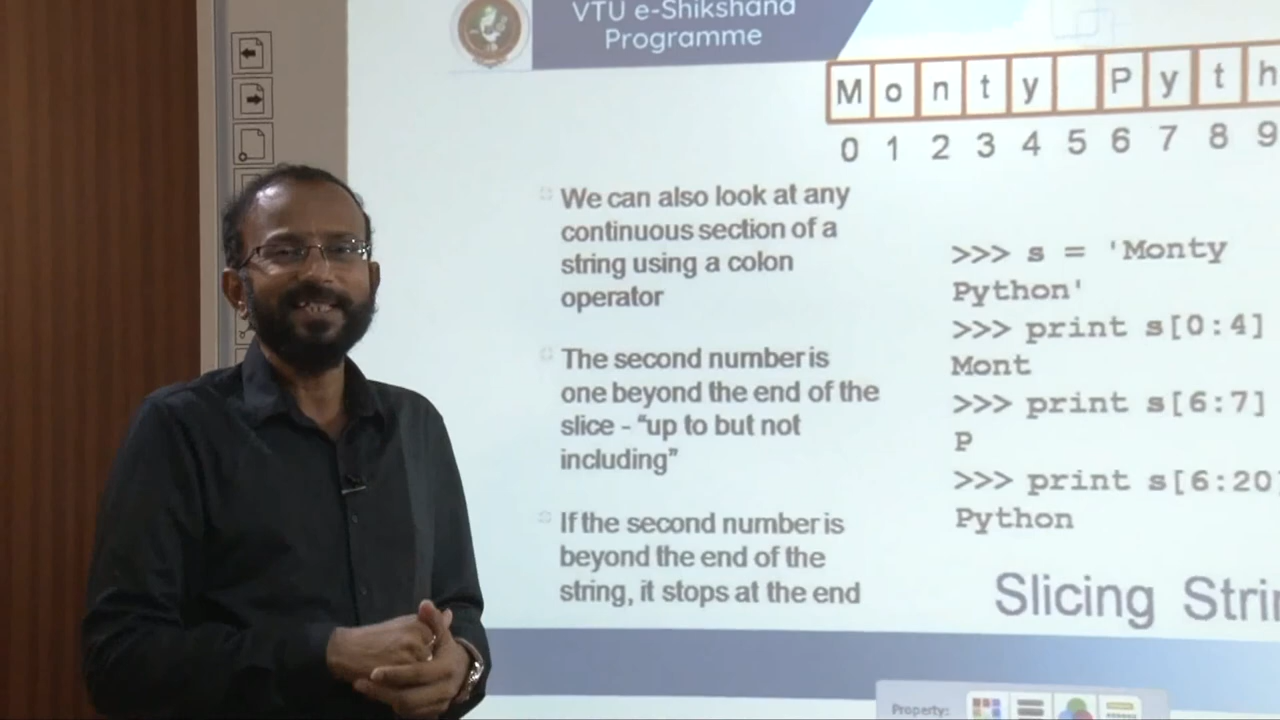 VTU e-Shikshana
Programme
M o n t y P y t h
0 1 2 3 4 5 6 7 8 9
We can also look at any
continuous section of a
string using a colon
operator
The second number is
one beyond the end of the
slice - “up to but not
including”
If the second number is
beyond the end of the
string, it stops at the end
>>> s = 'Monty
Python'
>>> print s[0:4]
Mont
>>> print s[6:7]
P
>>> print s[6:20]
Python
Slicing Stri
Property: